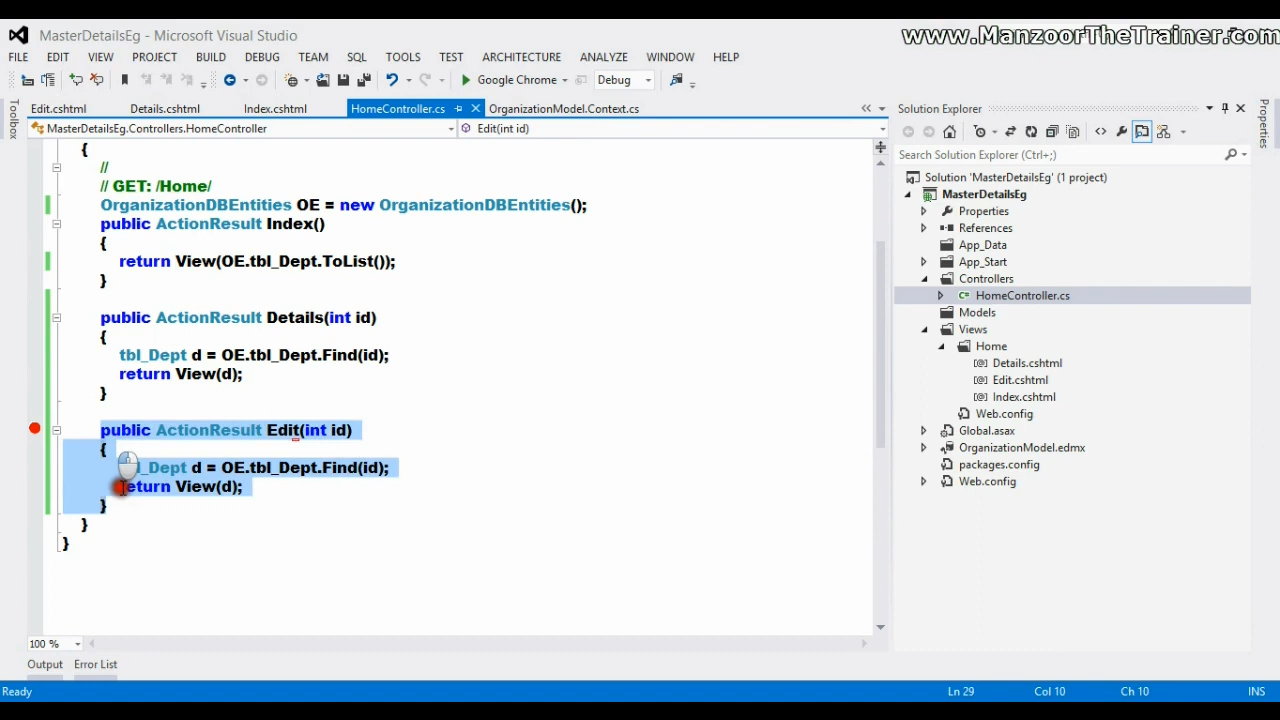 www.ManzoorTheTrainer.com
MasterDetailsEg - Microsoft Visual Studio
FILE EDIT VIEW PROJECT BUILD DEBUG TEAM SQL TOOLS TEST ARCHITECTURE ANALYZE WINDOW HELP
Google Chrome Debug
Toolbox
Edit.cshtml Details.cshtml Index.cshtml HomeController.cs OrganizationModel.Context.cs
MasterDetailsEg.Controllers.HomeController Edit(int id)
{
//
// GET: /Home/
OrganizationDBEntities OE = new OrganizationDBEntities();
public ActionResult Index()
{
return View(OE.tbl_Dept.ToList());
}
public ActionResult Details(int id)
{
tbl_Dept d = OE.tbl_Dept.Find(id);
return View(d);
}
public ActionResult Edit(int id)
{
d = OE.tbl_Dept.Find(id);
return View(d);
}
}
}
100 %
Output Error List
Ready Ln 29 Col 10 Ch 10 INS
Solution Explorer
Search Solution Explorer (Ctrl+;)
Solution 'MasterDetailsEg' (1 project)
MasterDetailsEg
Properties
References
App_Data
App_Start
Controllers
HomeController.cs
Models
Views
Home
Details.cshtml
Edit.cshtml
Index.cshtml
Web.config
Global.asax
OrganizationModel.edmx
packages.config
Web.config
Properties